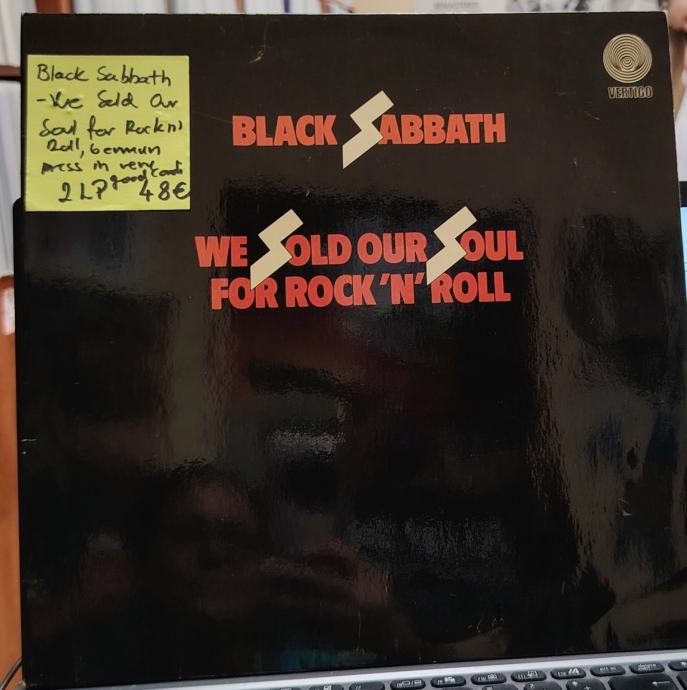 Black Sabbath
- We Sold Our
Soul for Rock n'
Roll, German
press in very
good cond
2LP 48€
VERTIGO
BLACK SABBATH
WE SOLD OUR SOUL
FOR ROCK 'N' ROLL